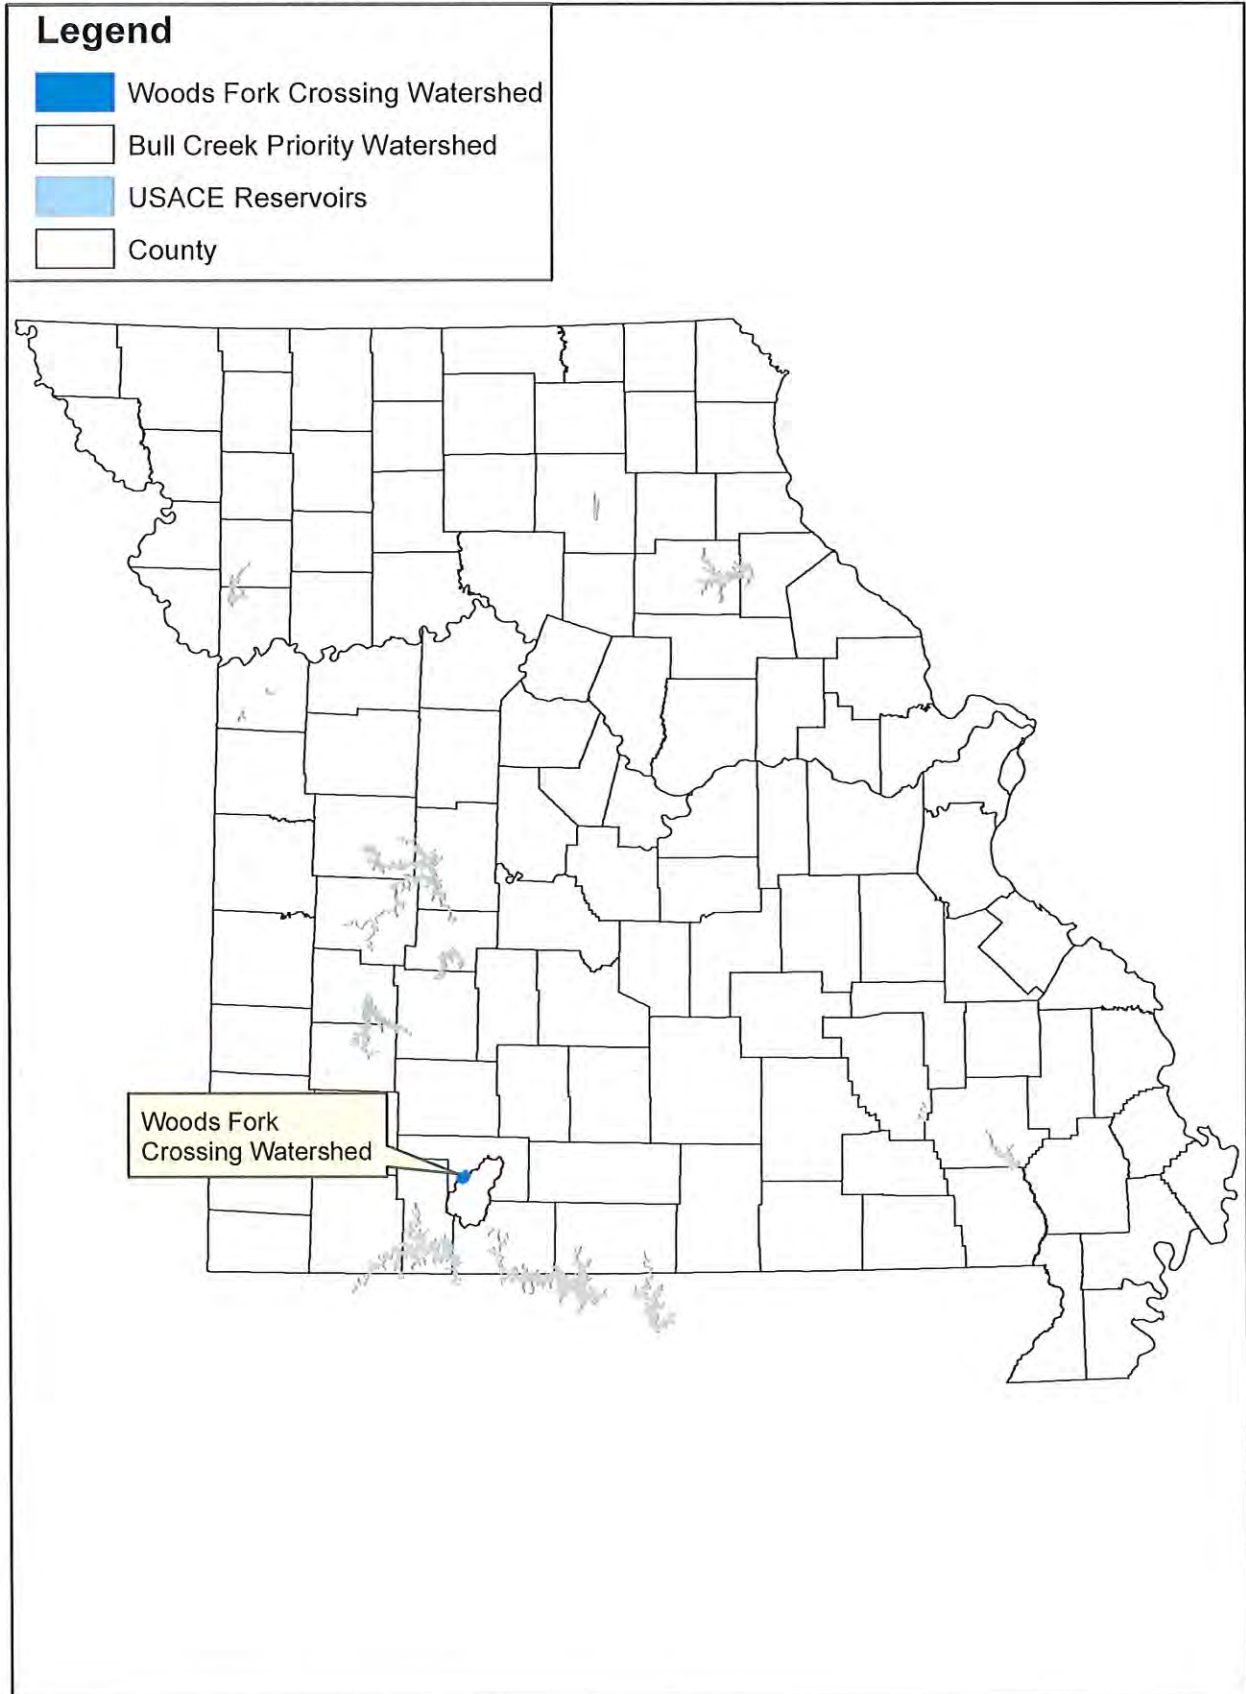 Legend
Woods Fork Crossing Watershed
Bull Creek Priority Watershed
USACE Reservoirs
County
Woods Fork
Crossing Watershed